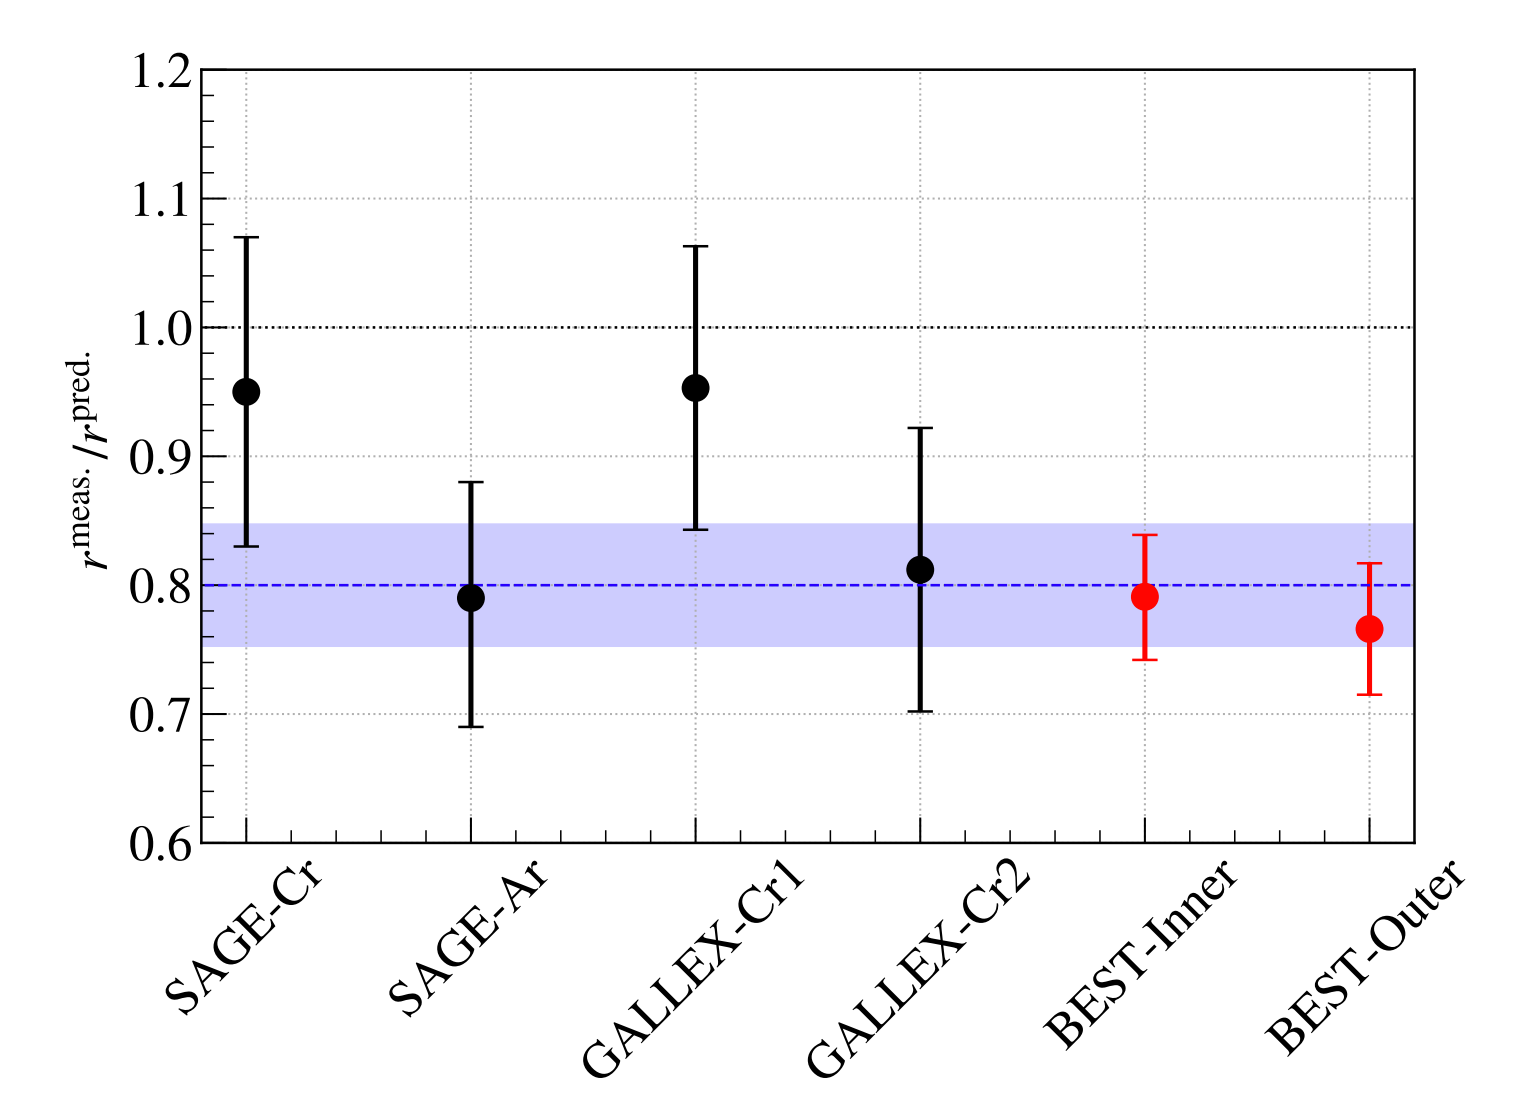 1.2
1.1
1.0
0.9
0.8
0.7
0.6
r^meas./r^pred.
SAGE-Cr
SAGE-Ar
GALLEX-Cr1
GALLEX-Cr2
BEST-Inner
BEST-Outer